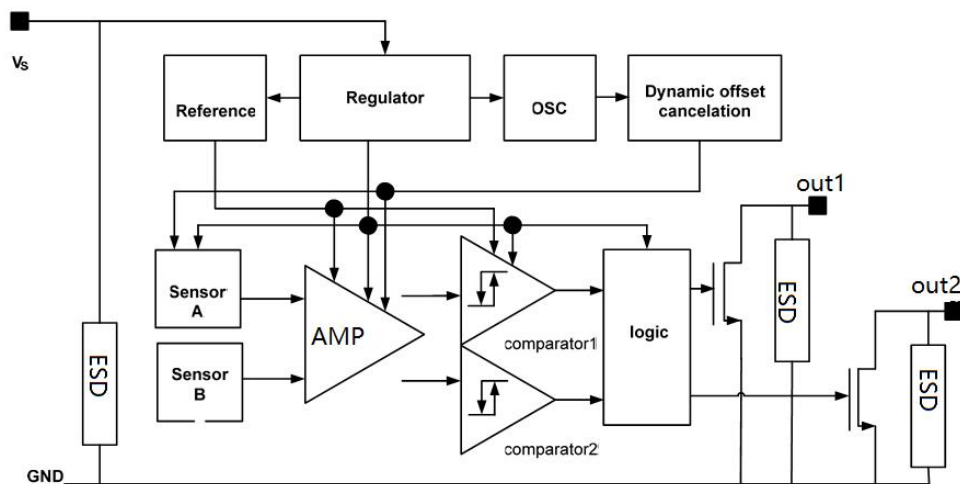 Vs
Reference
Regulator
OSC
Dynamic offset
cancelation
out1
Sensor
A
AMP
comparator1
logic
ESD
out2
ESD
ESD
Sensor
B
comparator2
GND